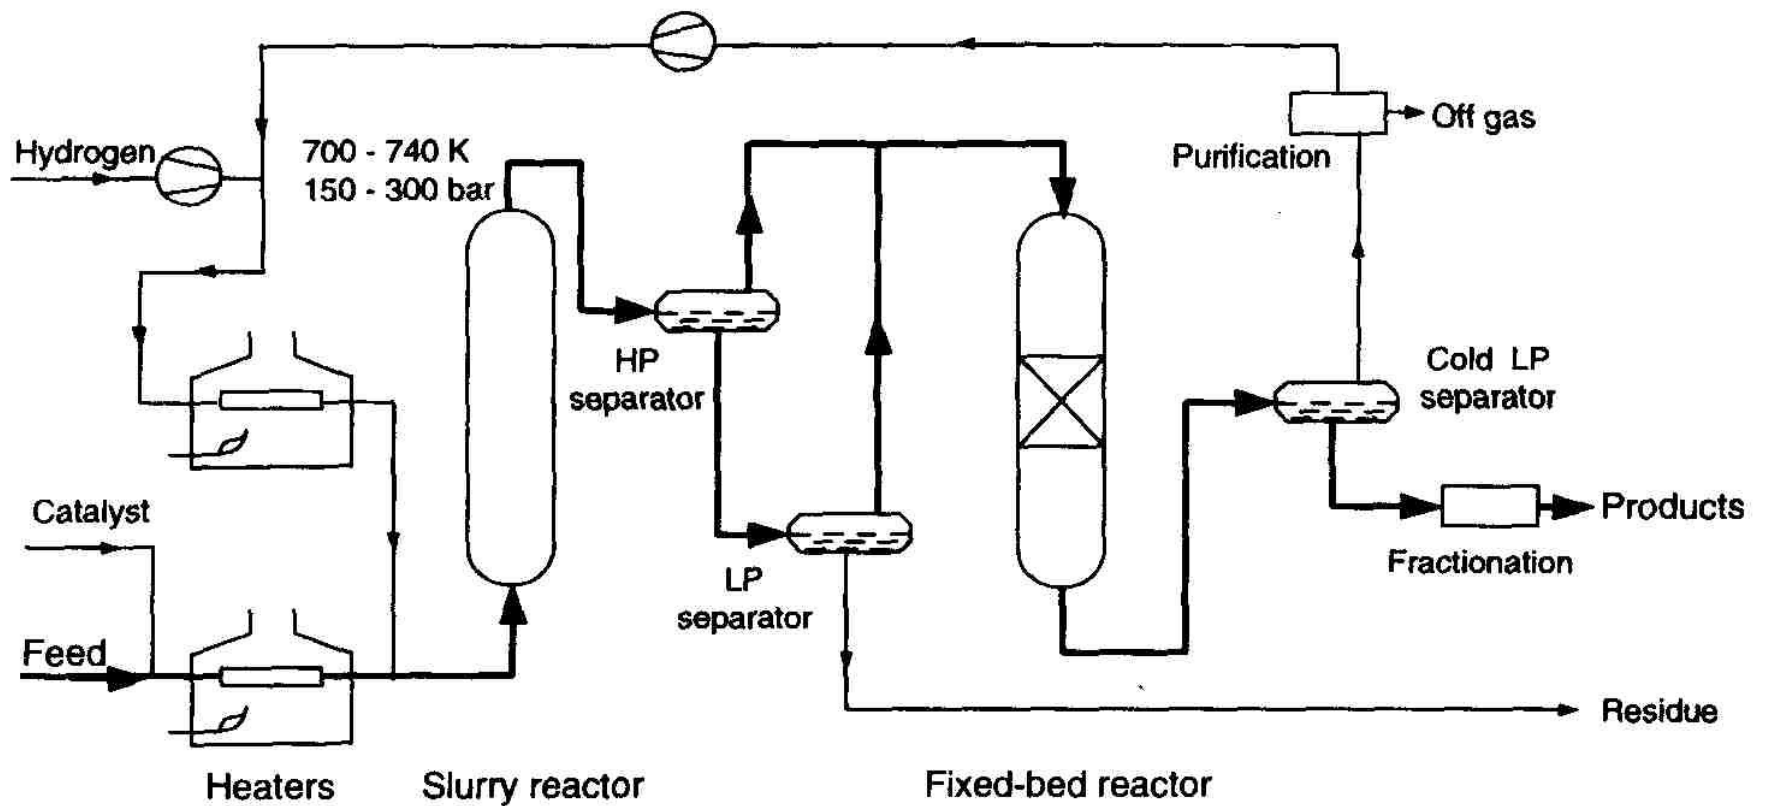 Off gas
Purification
Hydrogen
700 - 740 K
150 - 300 bar
HP
separator
Cold LP
separator
Catalyst
Products
Fractionation
LP
separator
Feed
Residue
Heaters
Slurry reactor
Fixed-bed reactor